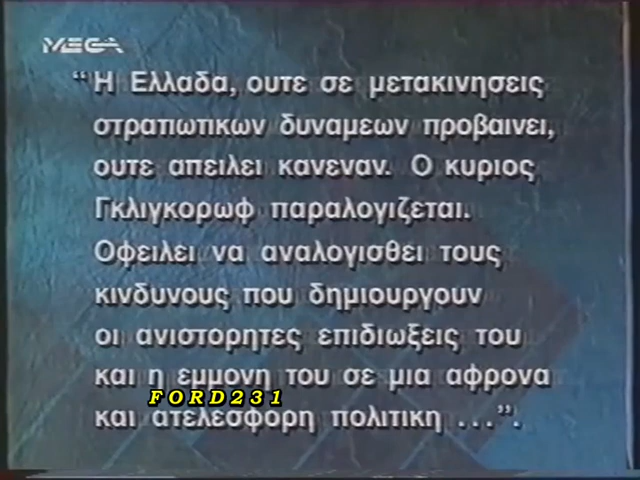 MEGA
“Η Ελλαδα, ουτε σε μετακινησεις
στρατιωτικων δυναμεων προβαινει,
ουτε απειλει κανεναν. Ο κυριος
Γκλιγκορωφ παραλογιζεται.
Οφειλει να αναλογισθει τους
κινδυνους που δημιουργουν
οι ανιστορητες επιδιωξεις του
και η εμμονη του σε μια αφρονα
FORD231
και ατελεσφορη πολιτικη ...”.